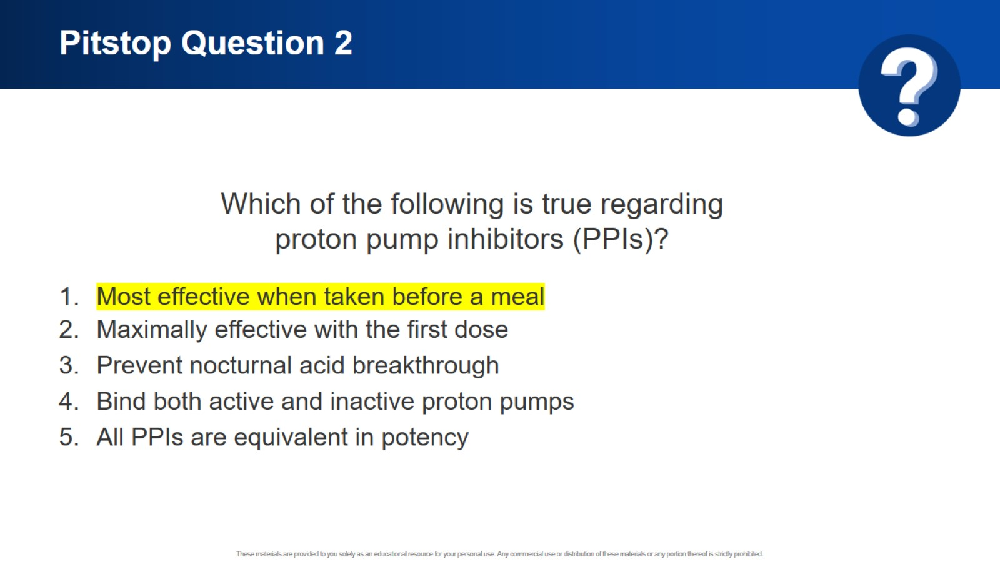 Pitstop Question 2
?
Which of the following is true regarding
proton pump inhibitors (PPIs)?
1. Most effective when taken before a meal
2. Maximally effective with the first dose
3. Prevent nocturnal acid breakthrough
4. Bind both active and inactive proton pumps
5. All PPIs are equivalent in potency
These materials are provided to you solely as an educational resource for your personal use. Any commercial use or distribution of these materials or any portion thereof is strictly prohibited.